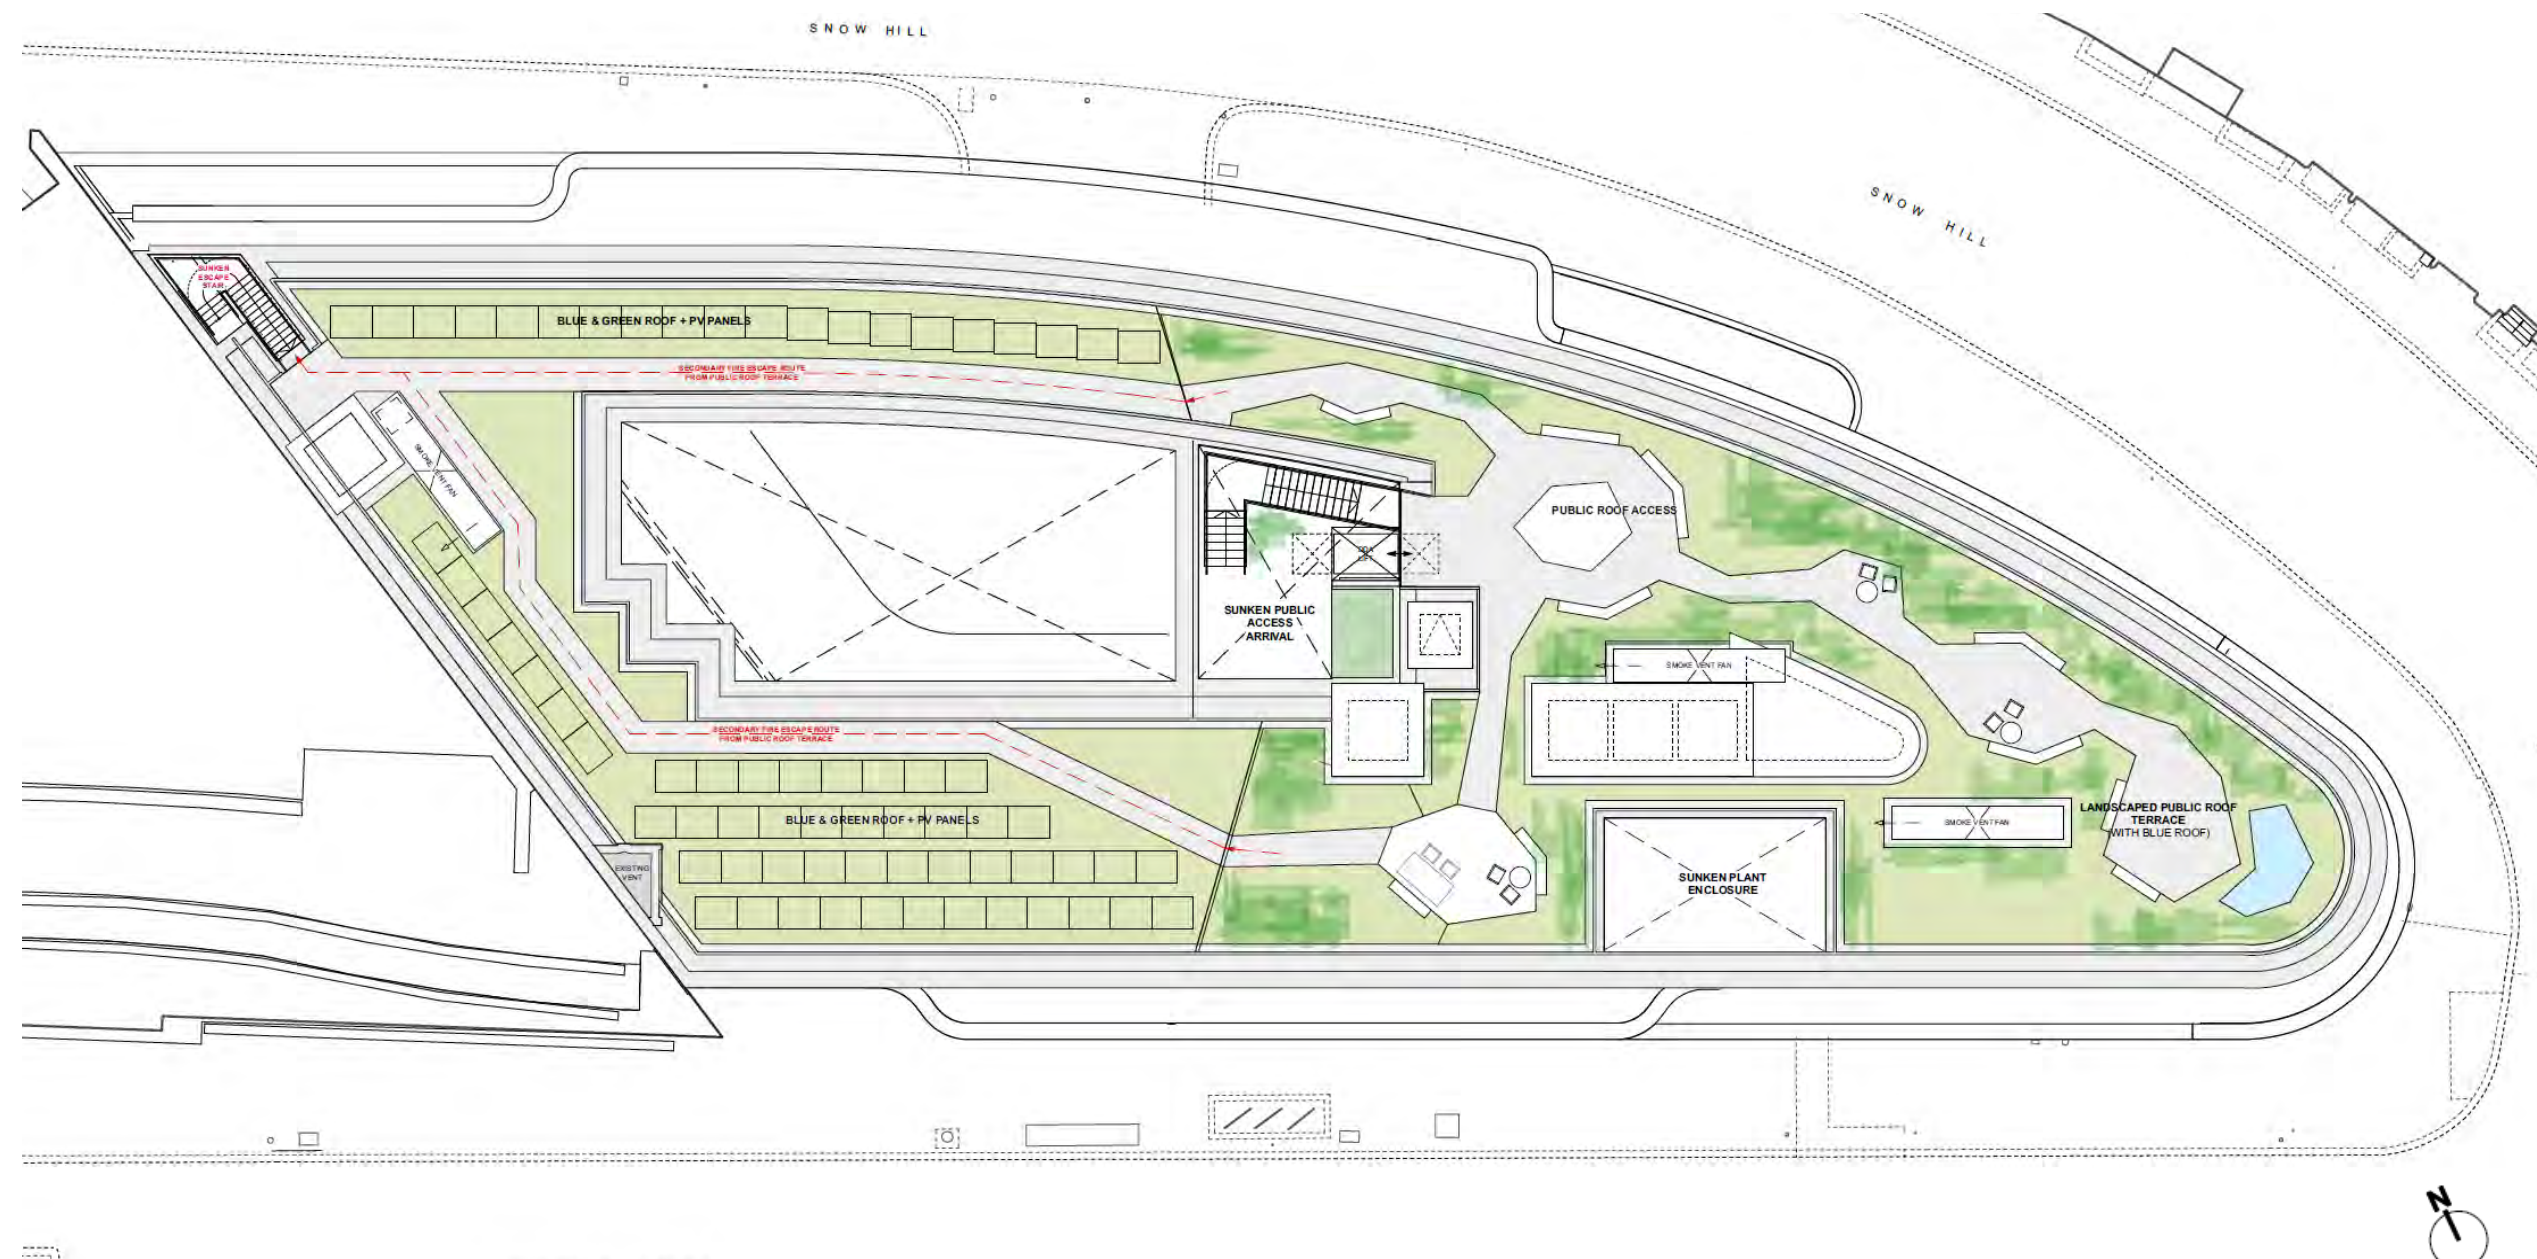 SNOW HILL
SNOW HILL
SUNKEN
ESCAPE
STAIR
BLUE & GREEN ROOF + PV PANELS
SECONDARY FIRE ESCAPE ROUTE
FROM PUBLIC ROOF TERRACE
SMOKE VENT FAN
PUBLIC ROOF ACCESS
SUNKEN PUBLIC
ACCESS
ARRIVAL
SMOKE VENT FAN
SECONDARY FIRE ESCAPE ROUTE
FROM PUBLIC ROOF TERRACE
BLUE & GREEN ROOF + PV PANELS
LANDSCAPED PUBLIC ROOF
TERRACE
(WITH BLUE ROOF)
SMOKE VENT FAN
EXISTING
VENT
SUNKEN PLANT
ENCLOSURE
N